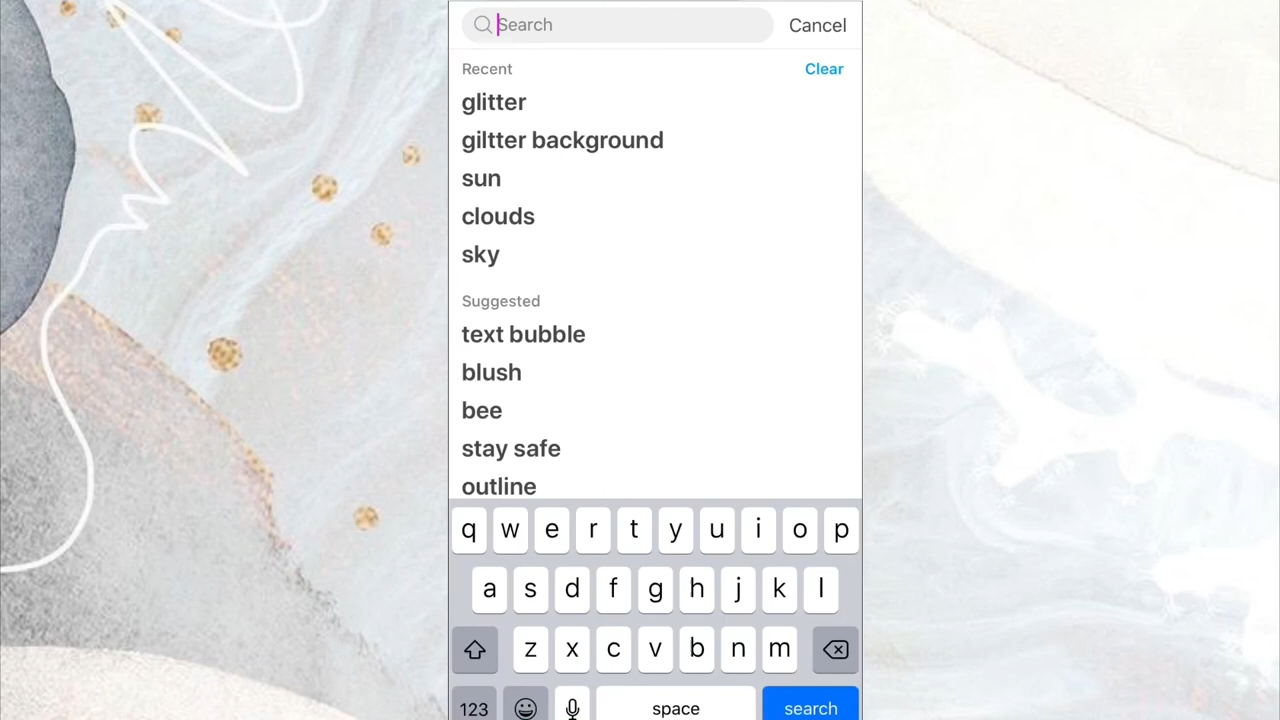 Search Cancel
Recent Clear
glitter
giltter background
sun
clouds
sky
Suggested
text bubble
blush
bee
stay safe
outline
q w e r t y u i o p
a s d f g h j k l
z x c v b n m
123 space search